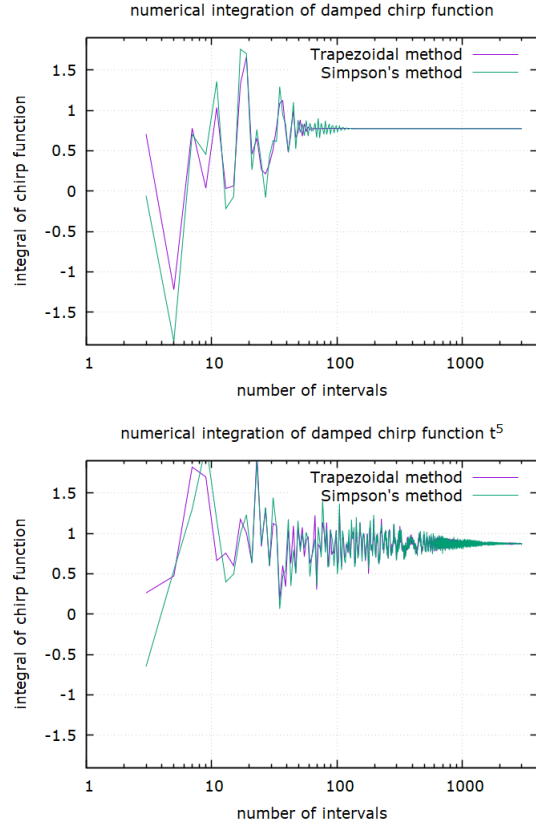 numerical integration of damped chirp function
Trapezoidal method
Simpson's method
integral of chirp function
1.5
1
0.5
0
-0.5
-1
-1.5
1 10 100 1000
number of intervals
numerical integration of damped chirp function t⁵
Trapezoidal method
Simpson's method
integral of chirp function
1.5
1
0.5
0
-0.5
-1
-1.5
1 10 100 1000
number of intervals